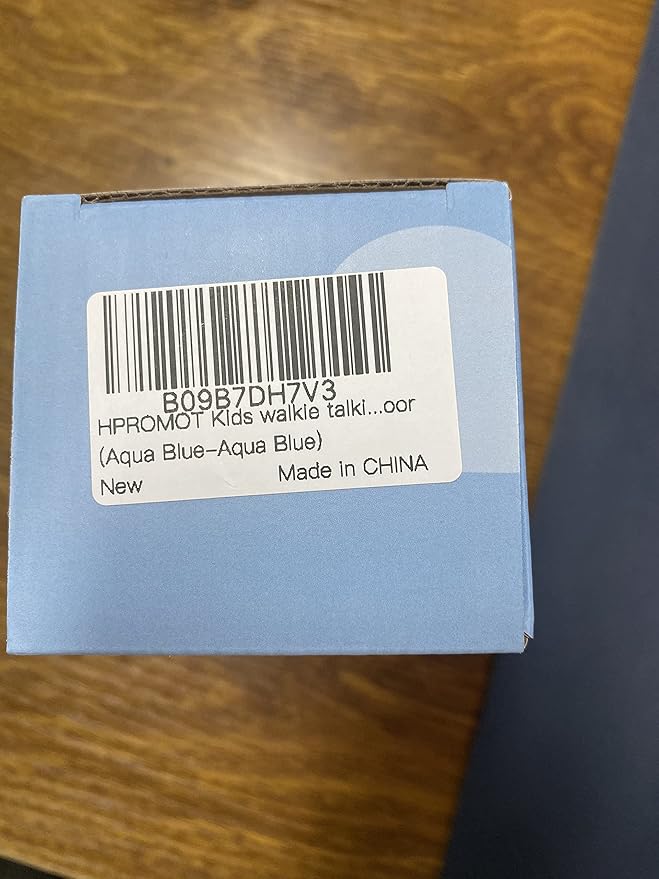 B09B7DH7V3
HPROMOT Kids walkie talki...oor
(Aqua Blue-Aqua Blue)
New Made in CHINA